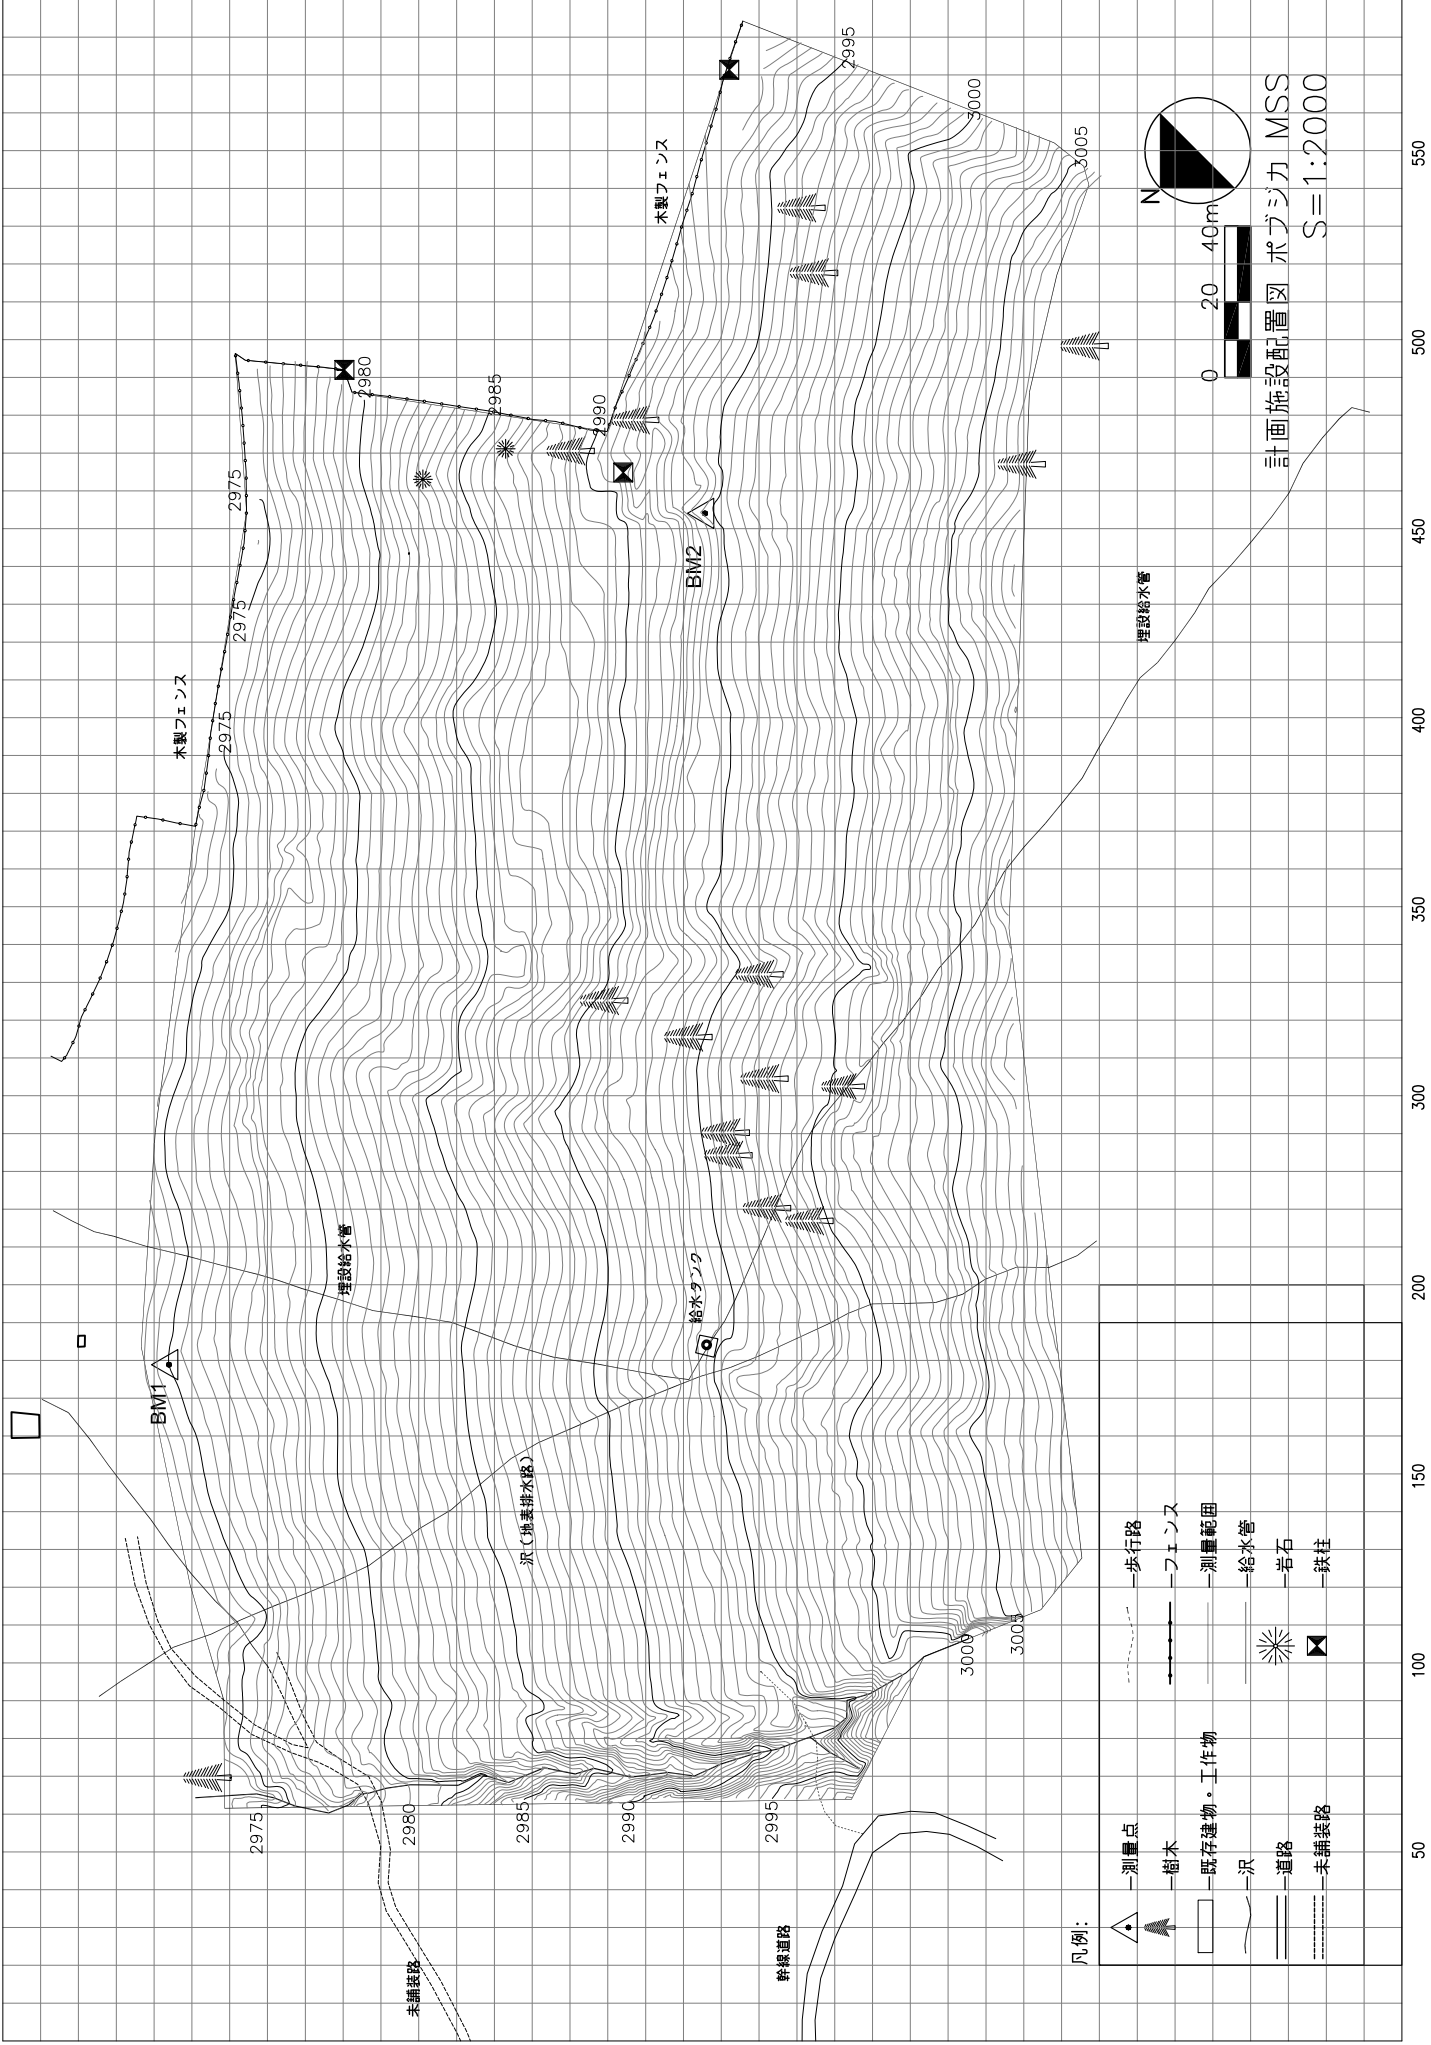 計画施設配置図 ポブジカ MSS
S=1:2000
N
0 20 40m
木製フェンス
木製フェンス
2975
2975
2975
2980
2985
2990
2995
3000
3005
BM1
BM2
埋設給水管
埋設給水管
給水タンク
沢(地表排水路)
2975
2980
2985
2990
2995
3000
3005
未舗装路
幹線道路
凡例:
測量点
樹木
既存建物・工作物
沢
道路
未舗装路
歩行路
フェンス
測量範囲
給水管
岩石
鉄柱
50
100
150
200
250
300
350
400
450
500
550